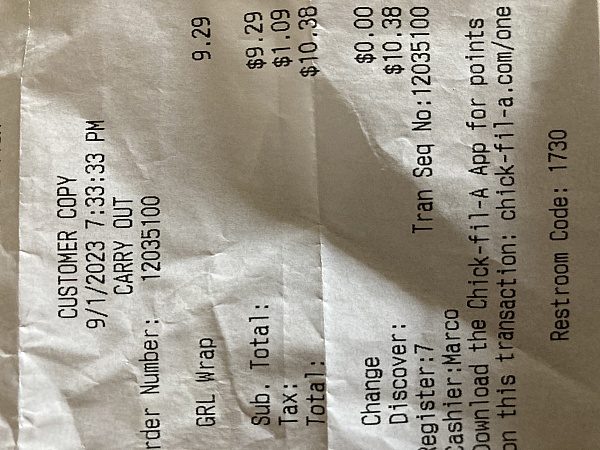 CUSTOMER COPY
9/1/2023 7:33:33 PM
CARRY OUT
rder Number: 12035100
GRL Wrap 9.29
Sub. Total: $9.29
Tax: $1.09
Total: $10.38
Change $0.00
Discover: $10.38
Register:7 Tran Seq No:12035100
Cashier:Marco
Download the Chick-fil-A App for points
on this transaction: chick-fil-a.com/one
Restroom Code: 1730